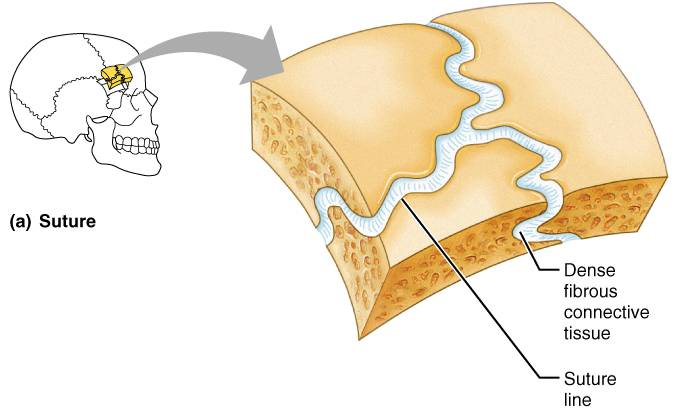 (a) Suture
Dense
fibrous
connective
tissue
Suture
line